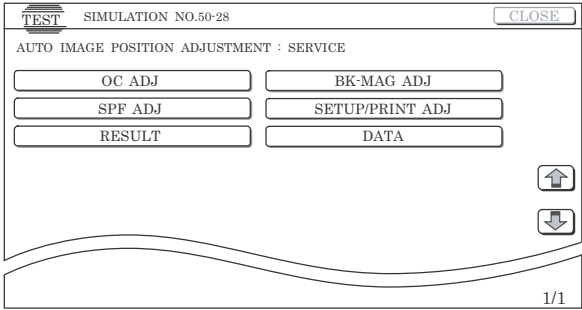 TEST SIMULATION NO.50-28 CLOSE
AUTO IMAGE POSITION ADJUSTMENT : SERVICE
OC ADJ BK-MAG ADJ
SPF ADJ SETUP/PRINT ADJ
RESULT DATA
1/1